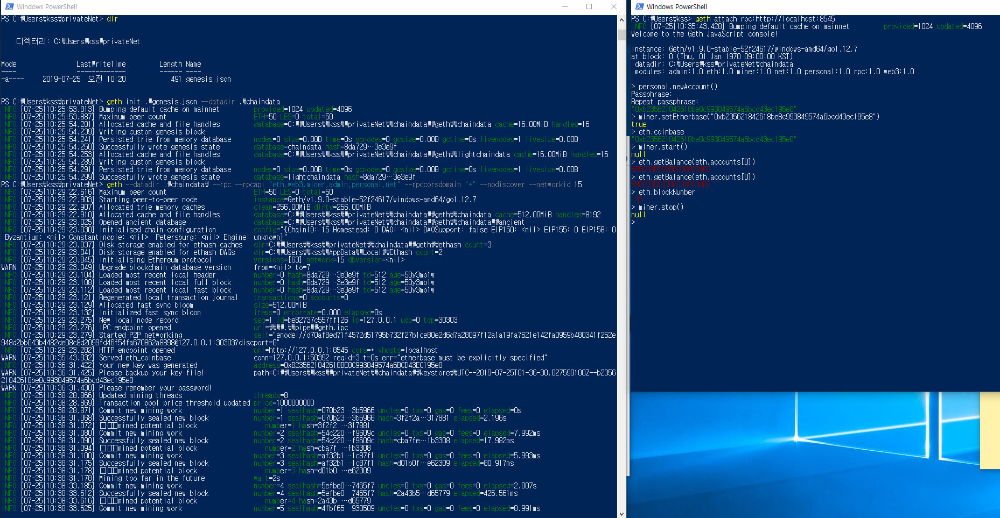 Windows PowerShell
PS C:₩Users₩kss₩privateNet> dir
디렉터리: C:₩Users₩kss₩privateNet
Mode LastWriteTime Length Name
---- ------------- ------ ----
-a---- 2019-07-25 오전 10:20 491 genesis.json
PS C:₩Users₩kss₩privateNet> geth init .₩genesis.json --datadir .₩chaindata
INFO [07-25|10:25:53.813] Bumping default cache on mainnet provided=1024 updated=4096
INFO [07-25|10:25:53.887] Maximum peer count ETH=50 LES=0 total=50
INFO [07-25|10:25:54.201] Allocated cache and file handles database=C:₩₩Users₩₩kss₩₩privateNet₩₩chaindata₩₩geth₩₩chaindata cache=16.00MiB handles=16
INFO [07-25|10:25:54.239] Writing custom genesis block
INFO [07-25|10:25:54.241] Persisted trie from memory database nodes=0 size=0.00B time=0s gcnodes=0 gcsize=0.00B gctime=0s livenodes=1 livesize=0.00B
INFO [07-25|10:25:54.250] Successfully wrote genesis state database=chaindata hash=8da729…3e3e9f
INFO [07-25|10:25:54.253] Allocated cache and file handles database=C:₩₩Users₩₩kss₩₩privateNet₩₩chaindata₩₩geth₩₩lightchaindata cache=16.00MiB handles=16
INFO [07-25|10:25:54.289] Writing custom genesis block
INFO [07-25|10:25:54.291] Persisted trie from memory database nodes=0 size=0.00B time=0s gcnodes=0 gcsize=0.00B gctime=0s livenodes=1 livesize=0.00B
INFO [07-25|10:25:54.299] Successfully wrote genesis state database=lightchaindata hash=8da729…3e3e9f
PS C:₩Users₩kss₩privateNet> geth --datadir .₩chaindata₩ --rpc --rpcapi "eth,web3,miner,admin,personal,net" --rpccorsdomain "*" --nodiscover --networkid 15
INFO [07-25|10:29:22.616] Maximum peer count ETH=50 LES=0 total=50
INFO [07-25|10:29:22.903] Starting peer-to-peer node instance=Geth/v1.9.0-stable-52f24617/windows-amd64/go1.12.7
INFO [07-25|10:29:22.907] Allocated trie memory caches clean=256.00MiB dirty=256.00MiB
INFO [07-25|10:29:22.910] Allocated cache and file handles database=C:₩₩Users₩₩kss₩₩privateNet₩₩chaindata₩₩geth₩₩chaindata cache=512.00MiB handles=8192
INFO [07-25|10:29:23.025] Opened ancient database database=C:₩₩Users₩₩kss₩₩privateNet₩₩chaindata₩₩geth₩₩chaindata₩₩ancient
INFO [07-25|10:29:23.030] Initialised chain configuration config="{ChainID: 15 Homestead: 0 DAO: <nil> DAOSupport: false EIP150: <nil> EIP155: 0 EIP158: 0
Byzantium: <nil> Constantinople: <nil>  Petersburg: <nil> Engine: unknown}"
INFO [07-25|10:29:23.037] Disk storage enabled for ethash caches dir=C:₩₩Users₩₩kss₩₩privateNet₩₩chaindata₩₩geth₩₩ethash count=3
INFO [07-25|10:29:23.041] Disk storage enabled for ethash DAGs dir=C:₩₩Users₩₩kss₩₩AppData₩₩Local₩₩Ethash count=2
INFO [07-25|10:29:23.045] Initialising Ethereum protocol versions=[63] network=15 dbversion=<nil>
WARN [07-25|10:29:23.049] Upgrade blockchain database version from=<nil> to=7
INFO [07-25|10:29:23.104] Loaded most recent local header number=0 hash=8da729…3e3e9f td=512 age=50y3mo1w
INFO [07-25|10:29:23.108] Loaded most recent local full block number=0 hash=8da729…3e3e9f td=512 age=50y3mo1w
INFO [07-25|10:29:23.112] Loaded most recent local fast block number=0 hash=8da729…3e3e9f td=512 age=50y3mo1w
INFO [07-25|10:29:23.121] Regenerated local transaction journal transactions=0 accounts=0
INFO [07-25|10:29:23.129] Allocated fast sync bloom size=512.00MiB
INFO [07-25|10:29:23.132] Initialized fast sync bloom items=0 errorrate=0.000 elapsed=0s
INFO [07-25|10:29:23.275] New local node record seq=1 id=be82737c557ff126 ip=127.0.0.1 udp=0 tcp=30303
INFO [07-25|10:29:23.276] IPC endpoint opened url=₩₩₩₩.₩₩pipe₩₩geth.ipc
INFO [07-25|10:29:23.279] Started P2P networking self="enode://d70af8ed71f4572d51795b732f27b1ce80e2d6d7a28097f12a1a19fa7621e142fa0959b480341f252e
948d2bb043b4482de08c8d2099fd46f54fa670862a8898@127.0.0.1:30303?discport=0"
INFO [07-25|10:29:23.282] HTTP endpoint opened url=http://127.0.0.1:8545 cors=* vhosts=localhost
WARN [07-25|10:35:43.932] Served eth_coinbase conn=127.0.0.1:50392 reqid=3 t=0s err="etherbase must be explicitly specified"
INFO [07-25|10:36:31.422] Your new key was generated address=0xB235621842618BE8C993849574a6BCD43EC195e8
WARN [07-25|10:36:31.425] Please backup your key file! path=C:₩₩Users₩₩kss₩₩privateNet₩₩chaindata₩₩keystore₩₩UTC--2019-07-25T01-36-30.027599100Z--b2356
21842618be8c993849574a6bcd43ec195e8
WARN [07-25|10:36:31.430] Please remember your password!
INFO [07-25|10:38:28.866] Updated mining threads threads=8
INFO [07-25|10:38:28.869] Transaction pool price threshold updated price=1000000000
INFO [07-25|10:38:28.871] Commit new mining work number=1 sealhash=070b23…3b5966 uncles=0 txs=0 gas=0 fees=0 elapsed=0s
INFO [07-25|10:38:31.068] Successfully sealed new block number=1 sealhash=070b23…3b5966 hash=3f2f2a…317881 elapsed=2.196s
INFO [07-25|10:38:31.072] □□□mined potential block number=1 hash=3f2f2 …317881
INFO [07-25|10:38:31.080] Commit new mining work number=2 sealhash=54c220…f9609c uncles=0 txs=0 gas=0 fees=0 elapsed=7.992ms
INFO [07-25|10:38:31.090] Successfully sealed new block number=2 sealhash=54c220…f9609c hash=cba7fe…1b3308 elapsed=17.982ms
INFO [07-25|10:38:31.094] □□□mined potential block number=2 hash=cba7f …1b3308
INFO [07-25|10:38:31.100] Commit new mining work number=3 sealhash=af32b1…1c87f1 uncles=0 txs=0 gas=0 fees=0 elapsed=5.993ms
INFO [07-25|10:38:31.175] Successfully sealed new block number=3 sealhash=af32b1…1c87f1 hash=d01b0f…e62309 elapsed=80.917ms
INFO [07-25|10:38:31.178] □□□mined potential block number=3 hash=d01b0 …e62309
INFO [07-25|10:38:31.178] Mining too far in the future wait=2s
INFO [07-25|10:38:33.185] Commit new mining work number=4 sealhash=5efbe0…7465f7 uncles=0 txs=0 gas=0 fees=0 elapsed=2.007s
INFO [07-25|10:38:33.612] Successfully sealed new block number=4 sealhash=5efbe0…7465f7 hash=2a43b5…d65779 elapsed=426.561ms
INFO [07-25|10:38:33.616] □□□mined potential block number=4 hash=2a43b …d65779
INFO [07-25|10:38:33.625] Commit new mining work number=5 sealhash=4fbf65…930509 uncles=0 txs=0 gas=0 fees=0 elapsed=8.991ms
Windows PowerShell
PS C:₩Users₩kss> geth attach rpc:http://localhost:8545
INFO [07-25|10:35:43.428] Bumping default cache on mainnet provided=1024 updated=4096
Welcome to the Geth JavaScript console!
instance: Geth/v1.9.0-stable-52f24617/windows-amd64/go1.12.7
at block: 0 (Thu, 01 Jan 1970 09:00:00 KST)
datadir: C:₩Users₩kss₩privateNet₩chaindata
modules: admin:1.0 eth:1.0 miner:1.0 net:1.0 personal:1.0 rpc:1.0 web3:1.0
> personal.newAccount()
Passphrase:
Repeat passphrase:
"0xb235621842618be8c993849574a6bcd43ec195e8"
> miner.setEtherbase("0xb235621842618be8c993849574a6bcd43ec195e8")
true
> eth.coinbase
"0xb235621842618be8c993849574a6bcd43ec195e8"
> miner.start()
null
> eth.getBalance(eth.accounts[0])
> eth.getBalance(eth.accounts[0])
> eth.blockNumber
> miner.stop()
null
>